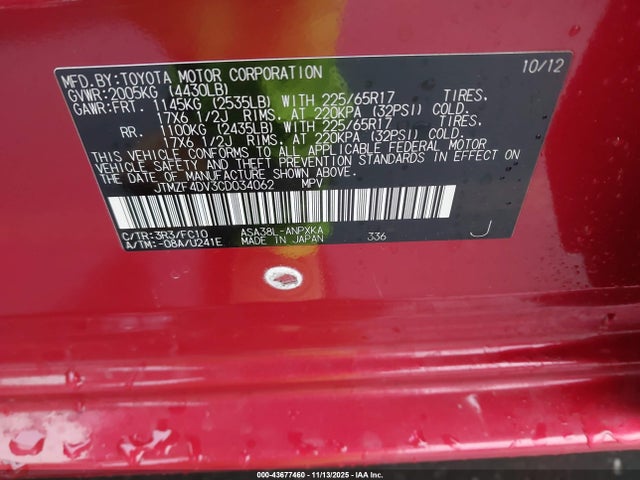 MFD.BY:TOYOTA MOTOR CORPORATION 10/12
GVWR:2005KG (4430LB)
GAWR:FRT. 1145KG (2535LB) WITH 225/65R17 TIRES,
17X6 1/2J RIMS, AT 220KPA (32PSI) COLD.
RR. 1100KG (2435LB) WITH 225/65R17 TIRES,
17X6 1/2J RIMS, AT 220KPA (32PSI) COLD.
THIS VEHICLE CONFORMS TO ALL APPLICABLE FEDERAL MOTOR
VEHICLE SAFETY AND THEFT PREVENTION STANDARDS IN EFFECT ON
THE DATE OF MANUFACTURE SHOWN ABOVE.
JTMZF4DV3CD034062 MPV
C/TR:3R3/FC10 ASA38L-ANPXKA
A/TM:-08A/U241E MADE IN JAPAN 336 J
000-43677460 - 11/13/2025 - IAA Inc.